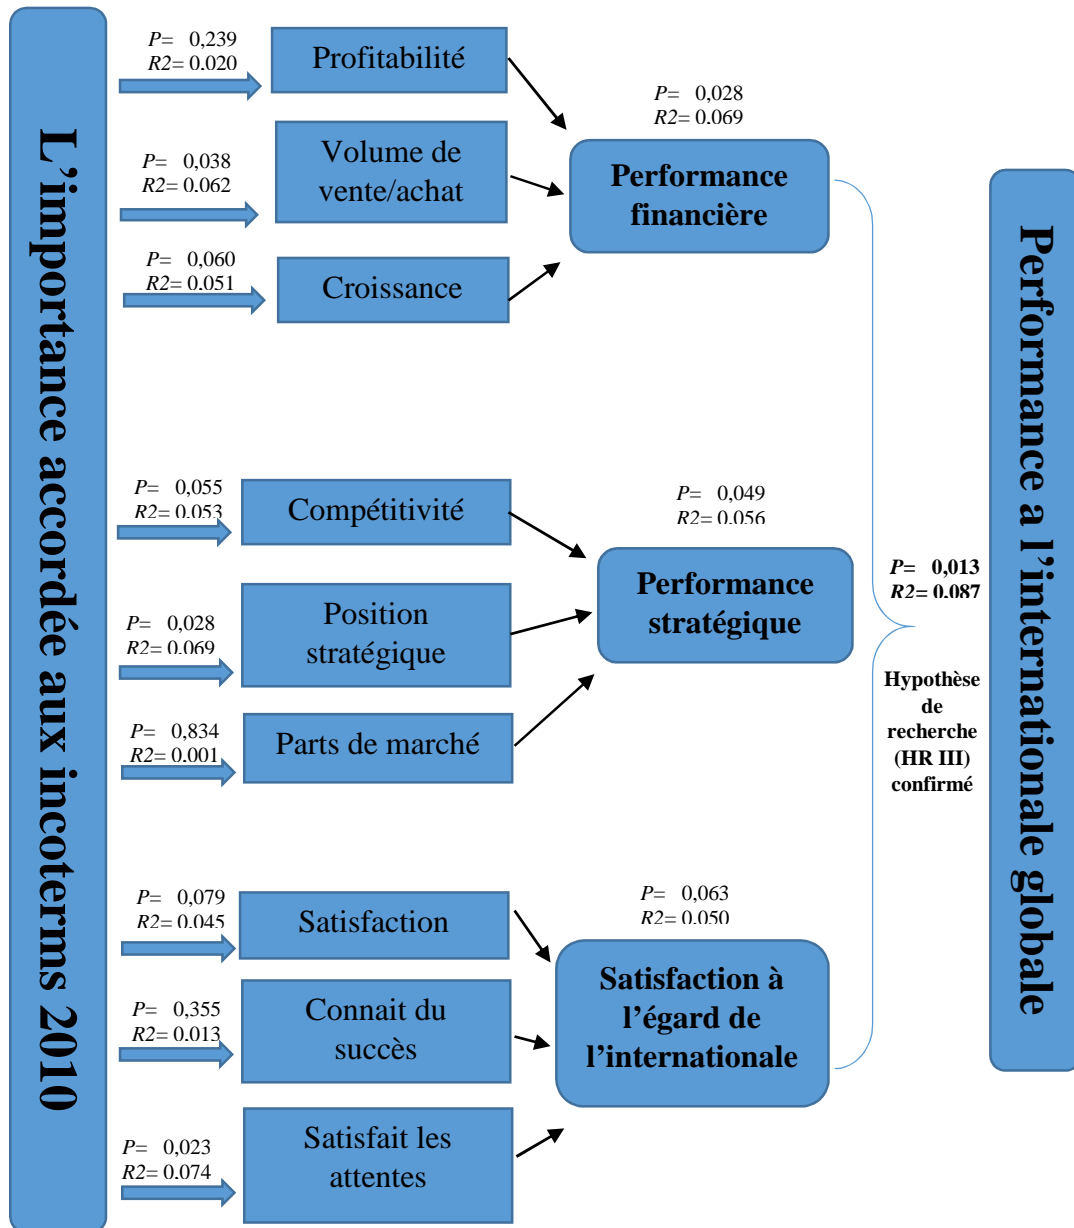 L'importance accordée aux incoterms 2010
P= 0,239
R2= 0.020
Profitabilité
P= 0,038
R2= 0.062
Volume de
vente/achat
P= 0,060
R2= 0.051
Croissance
P= 0,028
R2= 0.069
Performance
financière
P= 0,055
R2= 0.053
Compétitivité
P= 0,028
R2= 0.069
Position
stratégique
P= 0,834
R2= 0.001
Parts de marché
P= 0,049
R2= 0.056
Performance
stratégique
P= 0,079
R2= 0.045
Satisfaction
P= 0,355
R2= 0.013
Connait du
succès
P= 0,023
R2= 0.074
Satisfait les
attentes
P= 0,063
R2= 0.050
Satisfaction à
l'égard de
l'internationale
P= 0,013
R2= 0.087
Hypothèse
de
recherche
(HR III)
confirmé
Performance a l'internationale globale